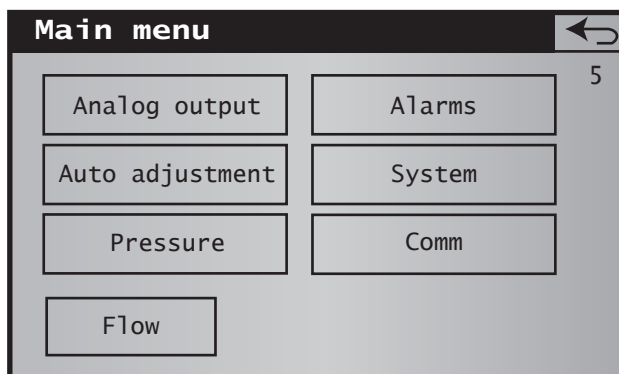 Main menu
5
Analog output
Alarms
Auto adjustment
System
Pressure
Comm
Flow